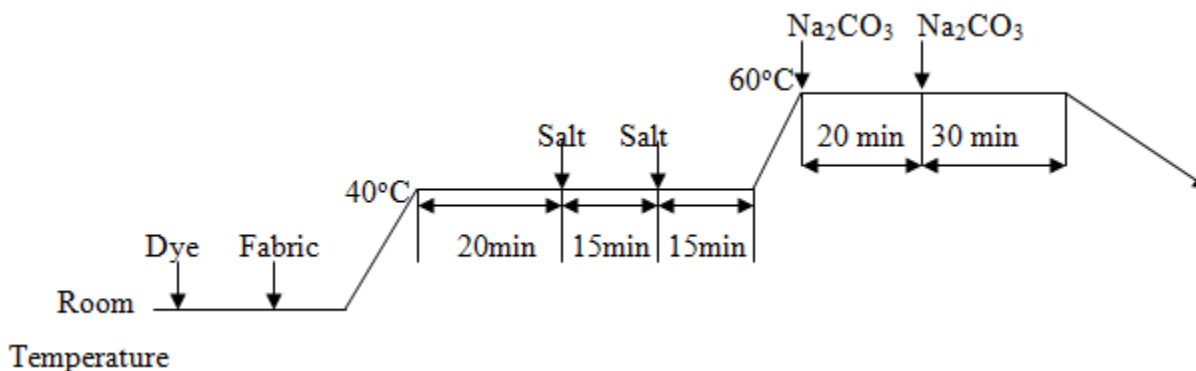 Na₂CO₃ Na₂CO₃
60°C
20 min 30 min
Salt Salt
40°C
20min 15min 15min
Dye Fabric
Room
Temperature